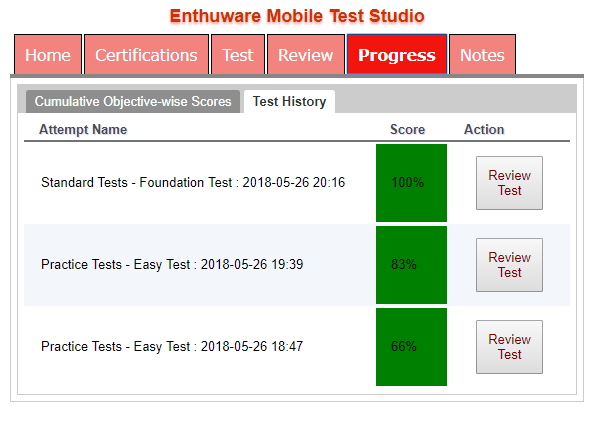 Enthuware Mobile Test Studio
Home Certifications Test Review Progress Notes
Cumulative Objective-wise Scores Test History
Attempt Name Score Action
Standard Tests - Foundation Test : 2018-05-26 20:16 100% Review Test
Practice Tests - Easy Test : 2018-05-26 19:39 83% Review Test
Practice Tests - Easy Test : 2018-05-26 18:47 66% Review Test